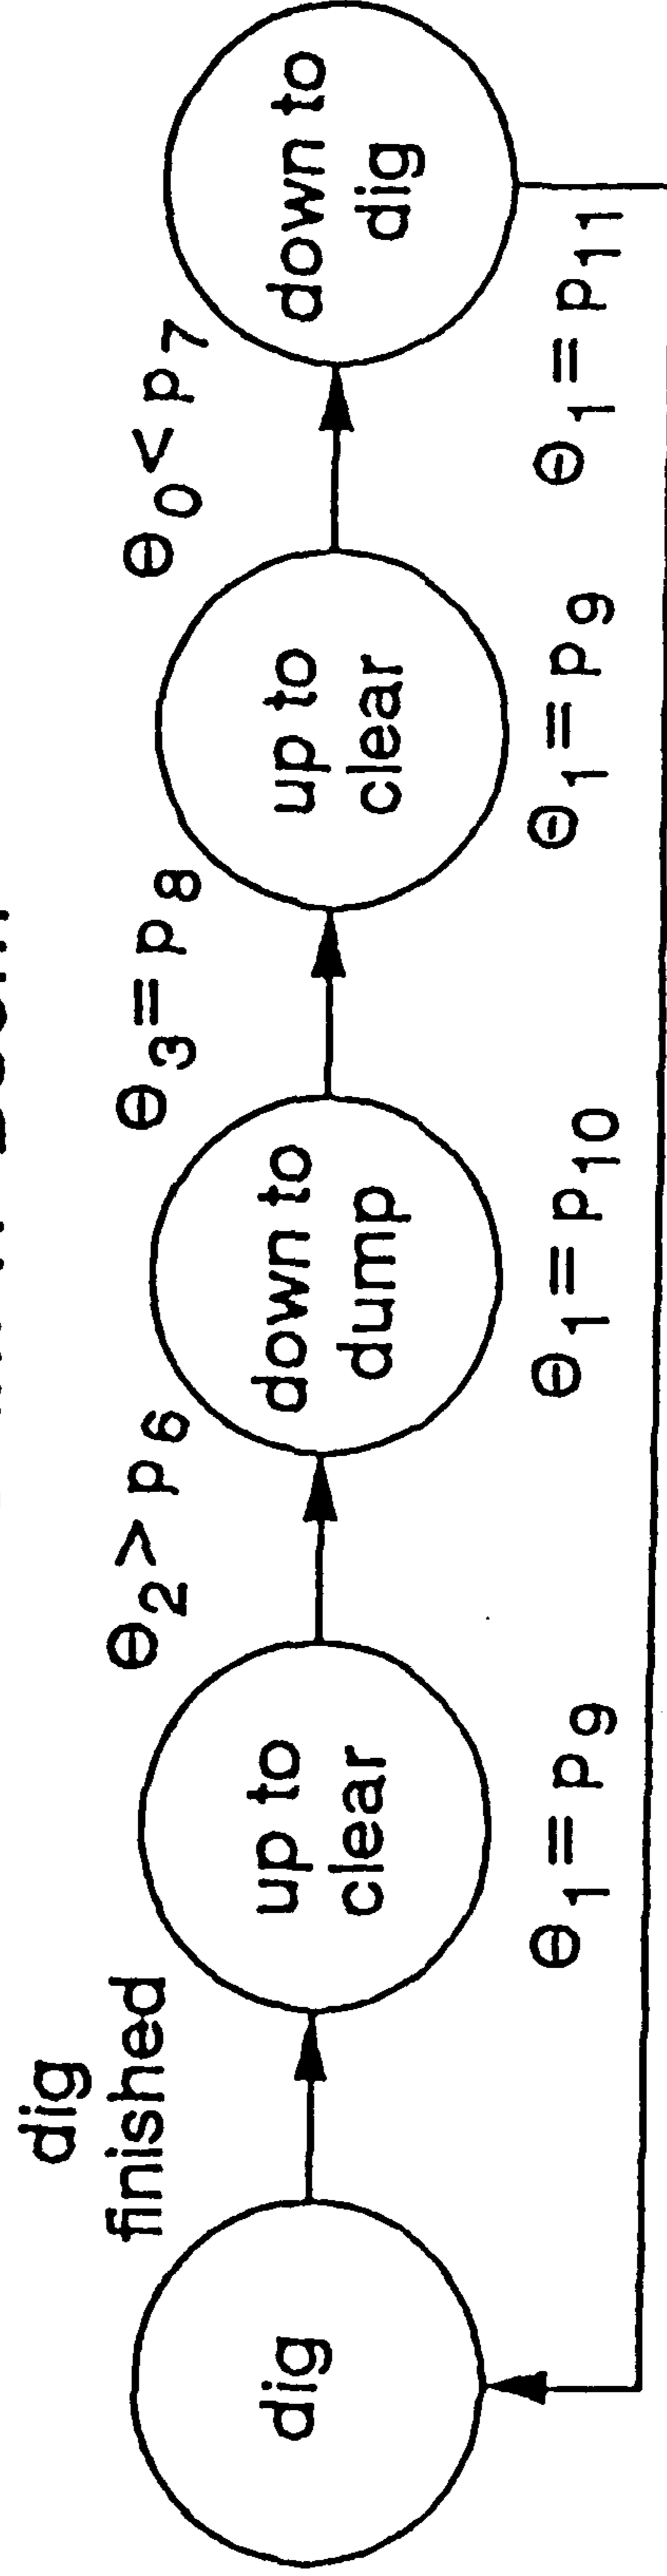 dig
finished
θ2 > p6
θ3 = p8
θ0 < p7
dig
up to
clear
down to
dump
up to
clear
down to
dig
θ1 = p9
θ1 = p10
θ1 = p9
θ1 = p11